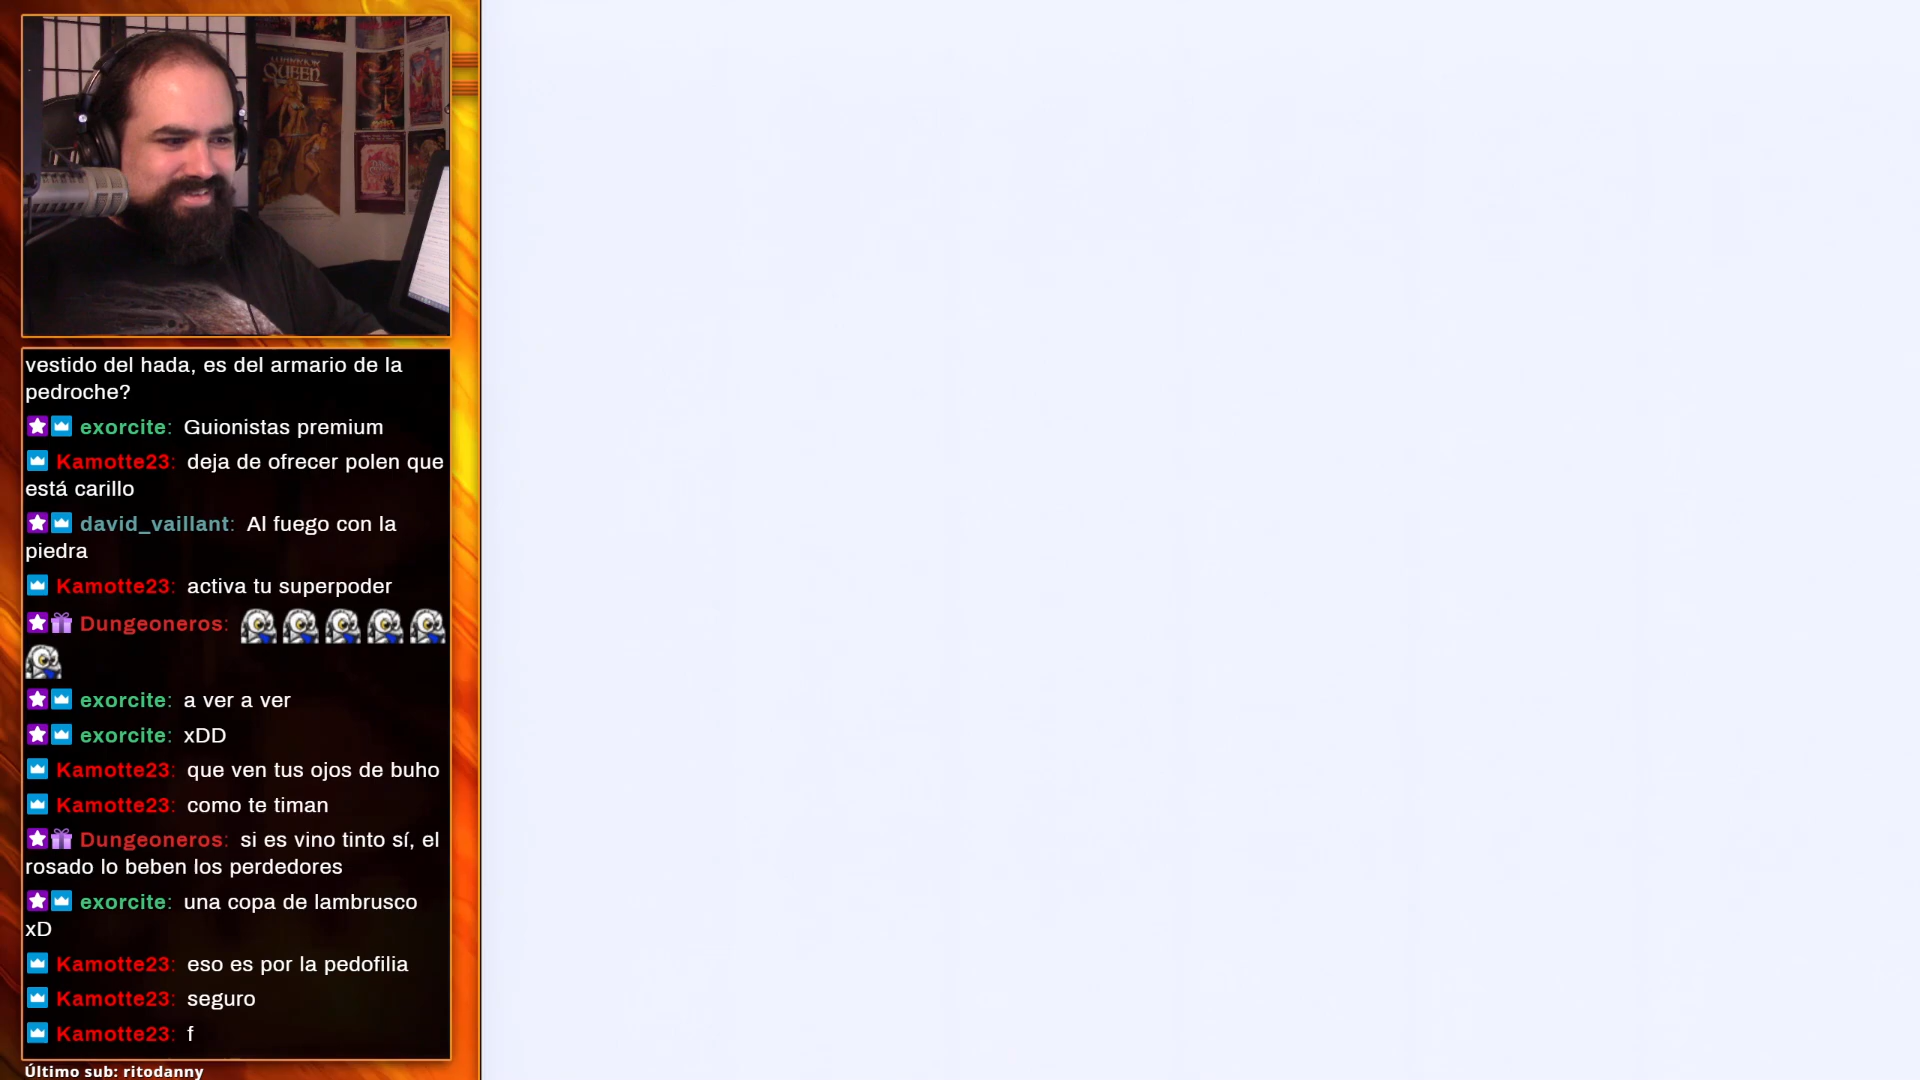 QUEEN
vestido del hada, es del armario de la
pedroche?
exorcite: Guionistas premium
Kamotte23: deja de ofrecer polen que
está carillo
david_vaillant: Al fuego con la
piedra
Kamotte23: activa tu superpoder
Dungeoneros:
exorcite: a ver a ver
exorcite: xDD
Kamotte23: que ven tus ojos de buho
Kamotte23: como te timan
Dungeoneros: si es vino tinto sí, el
rosado lo beben los perdedores
exorcite: una copa de lambrusco
xD
Kamotte23: eso es por la pedofilia
Kamotte23: seguro
Kamotte23: f
Último sub: ritodanny